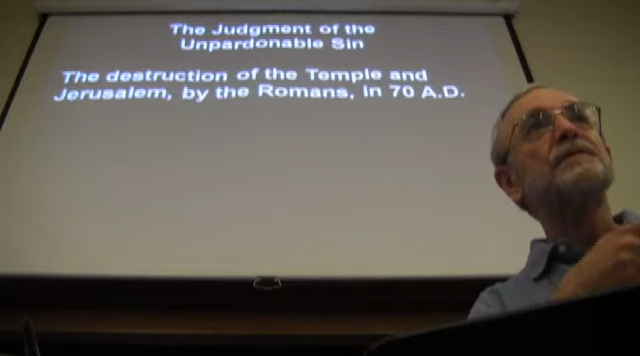 The Judgment of the
Unpardonable Sin
The destruction of the Temple and
Jerusalem, by the Romans, in 70 A.D.